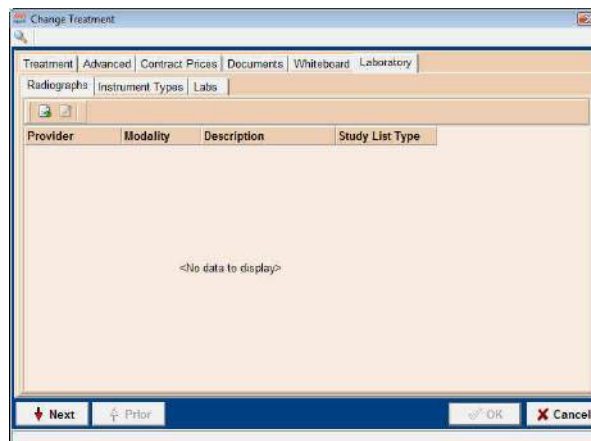 Change Treatment
Treatment Advanced Contract Prices Documents Whiteboard Laboratory
Radiographs Instrument Types Labs
Provider Modality Description Study List Type
<No data to display>
Next Prior OK Cancel